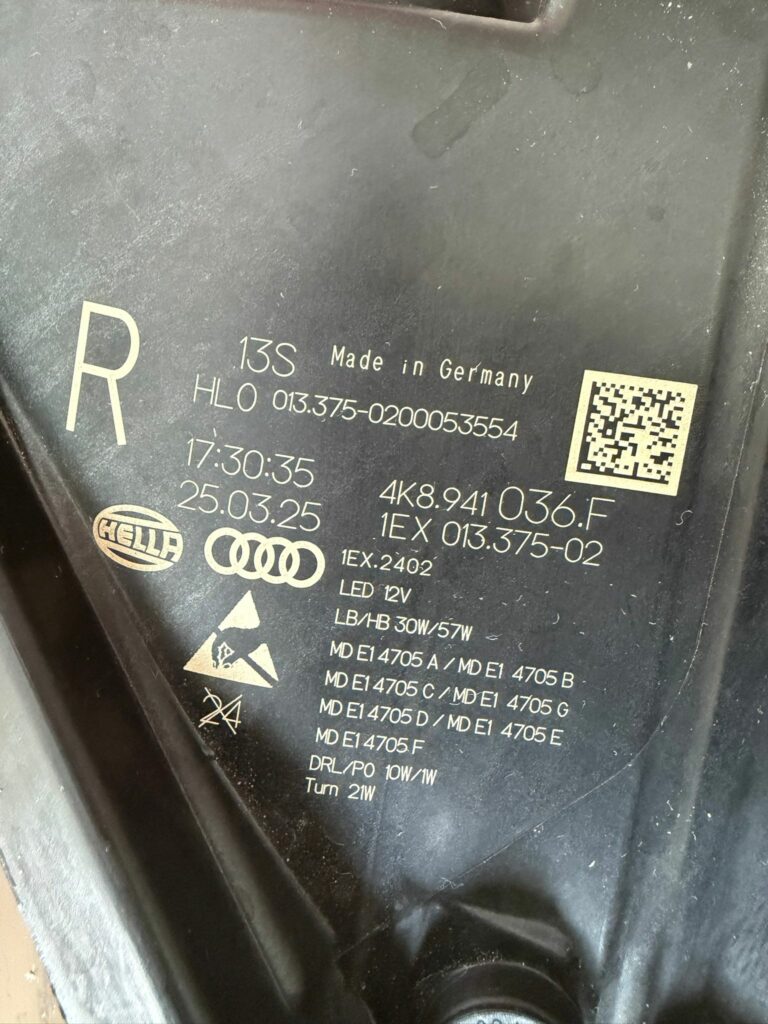 R
13S Made in Germany
HLO 013.375-0200053554
17:30:35
25.03.25
4K8.941 036.F
1EX 013.375-02
HELLA
1EX.2402
LED 12V
LB/HB 30W/57W
MD E1 4705 A / MD E1 4705 B
MD E1 4705 C / MD E1 4705 G
MD E1 4705 D / MD E1 4705 E
MD E1 4705 F
24
DRL/PO 10W/1W
Turn 21W